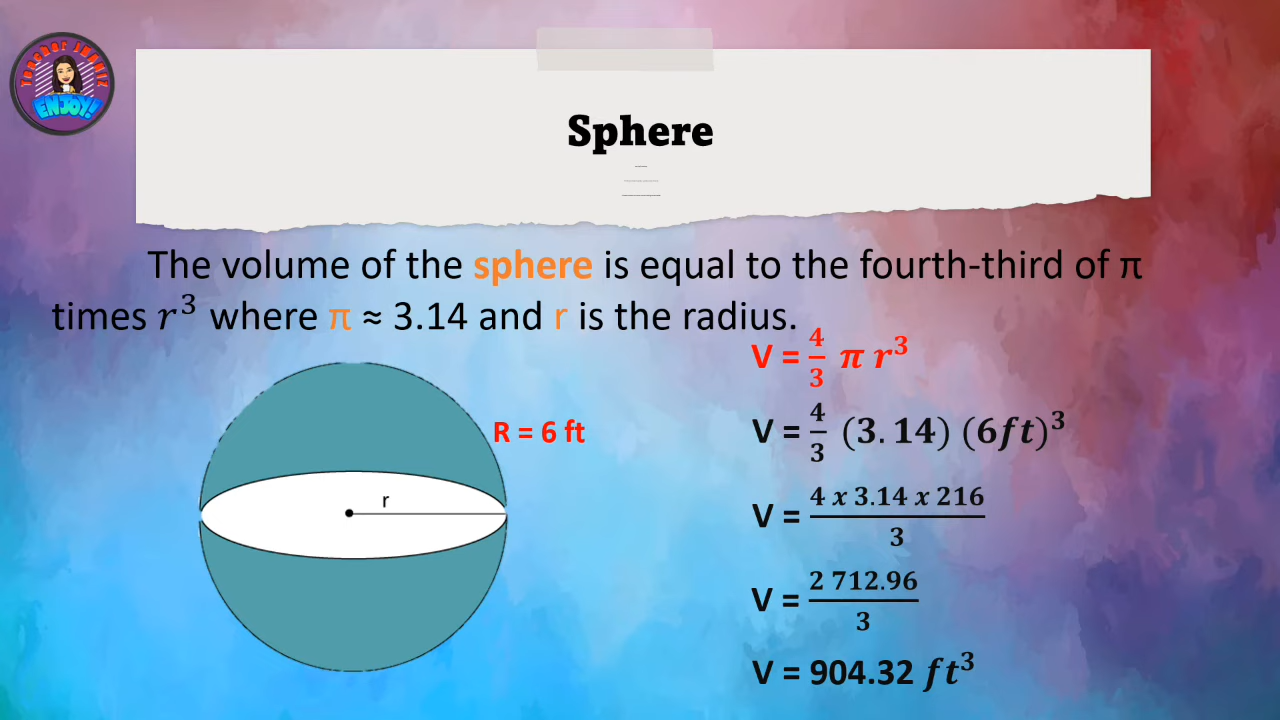 Teacher
ENJOY!
Sphere
The volume of the sphere is equal to the fourth-third of π
times r³ where π ≈ 3.14 and r is the radius.
V = 4/3 π r³
R = 6 ft
V = 4/3 (3.14) (6ft)³
r
V = 4 x 3.14 x 216 / 3
V = 2 712.96 / 3
V = 904.32 ft³